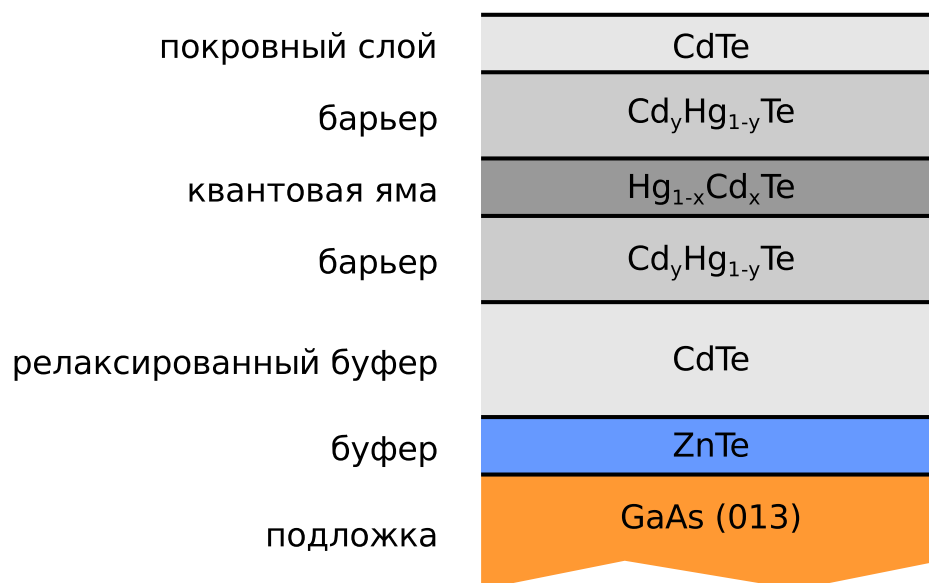 покровный слой CdTe
барьер CdyHg1-yTe
квантовая яма Hg1-xCdxTe
барьер CdyHg1-yTe
релаксированный буфер CdTe
буфер ZnTe
подложка GaAs (013)